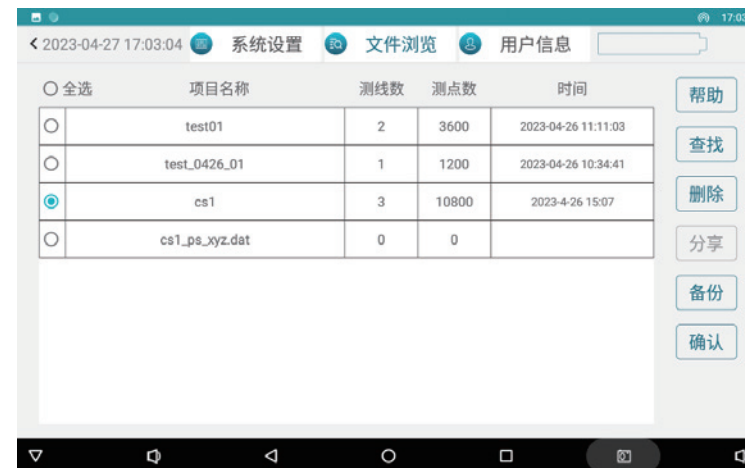 17:03
2023-04-27 17:03:04 系统设置 文件浏览 用户信息
全选 项目名称 测线数 测点数 时间 帮助
test01 2 3600 2023-04-26 11:11:03
查找
test_0426_01 1 1200 2023-04-26 10:34:41
cs1 3 10800 2023-4-26 15:07 删除
cs1_ps_xyz.dat 0 0 分享
备份
确认